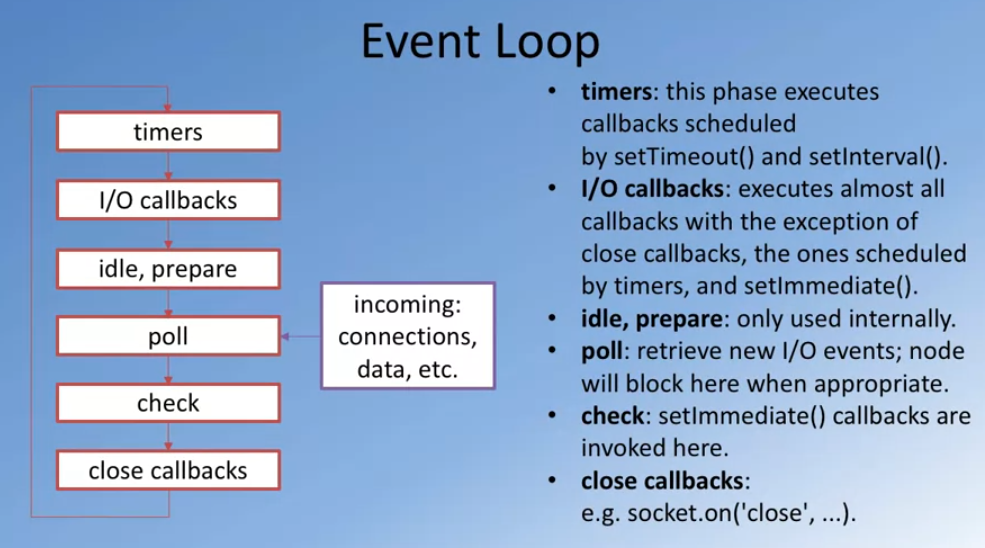 Event Loop
timers
I/O callbacks
idle, prepare
poll
check
close callbacks
incoming:
connections,
data, etc.
• timers: this phase executes
callbacks scheduled
by setTimeout() and setInterval().
• I/O callbacks: executes almost all
callbacks with the exception of
close callbacks, the ones scheduled
by timers, and setImmediate().
• idle, prepare: only used internally.
• poll: retrieve new I/O events; node
will block here when appropriate.
• check: setImmediate() callbacks are
invoked here.
• close callbacks:
e.g. socket.on('close', ...).